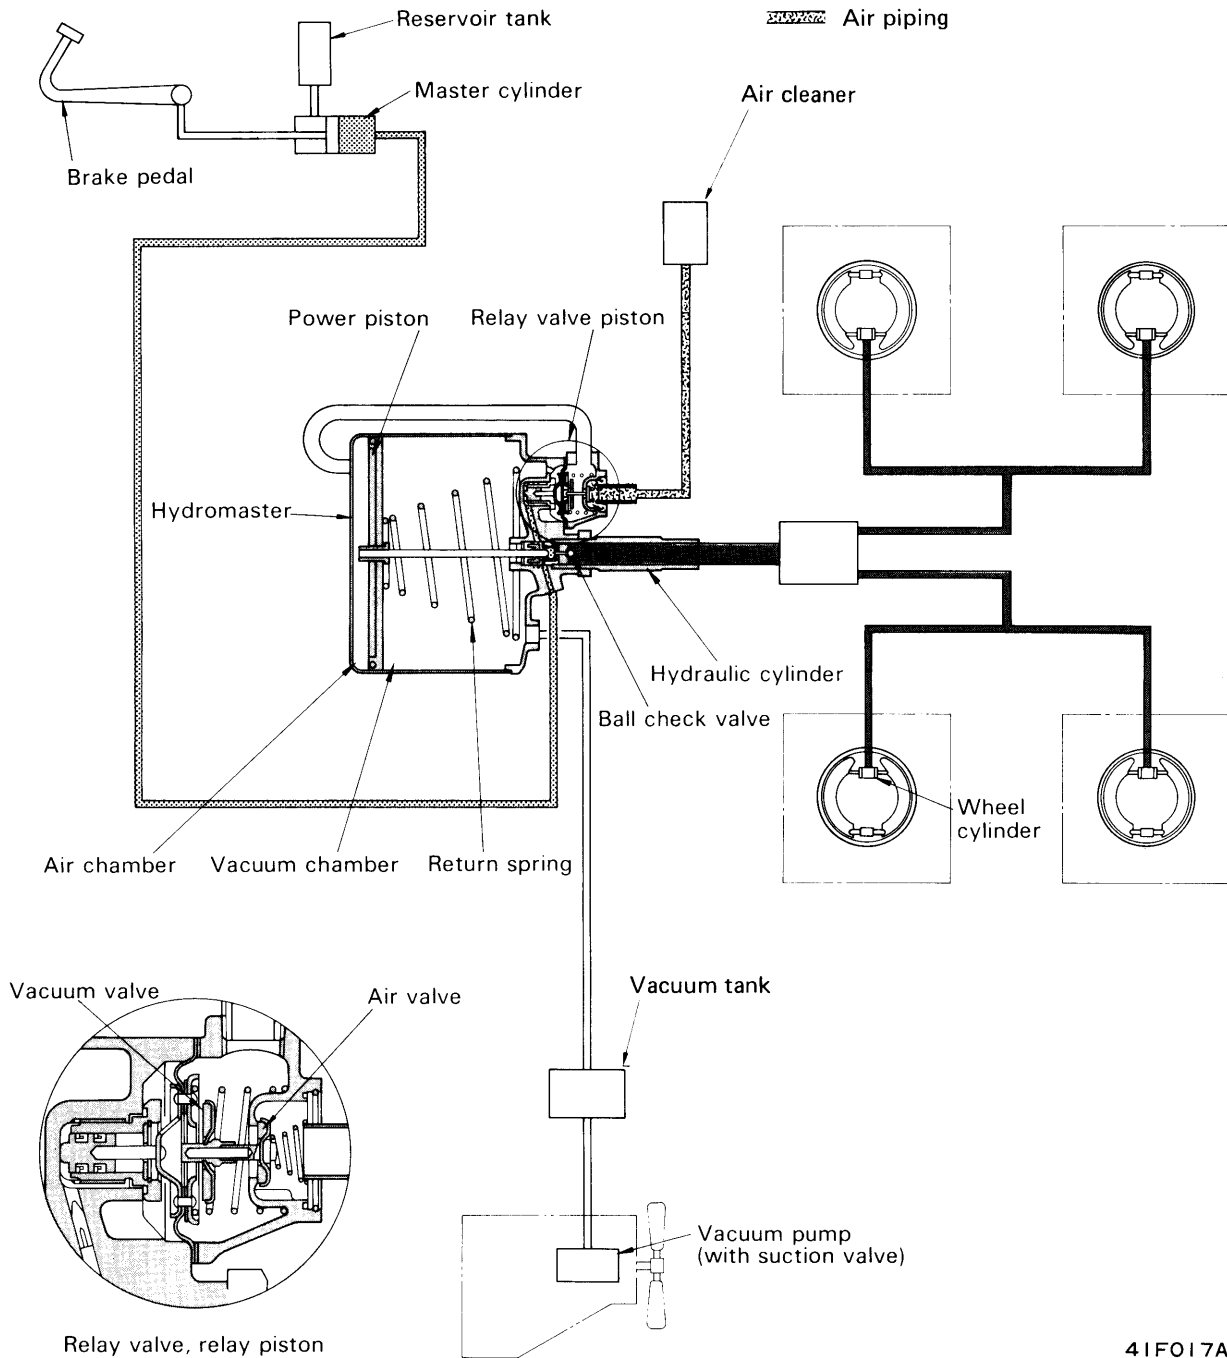 Reservoir tank
Air piping
Master cylinder
Air cleaner
Brake pedal
Power piston
Relay valve piston
Hydromaster
Hydraulic cylinder
Ball check valve
Wheel
cylinder
Air chamber
Vacuum chamber
Return spring
Vacuum valve
Air valve
Vacuum tank
Vacuum pump
(with suction valve)
Relay valve, relay piston
41F017A